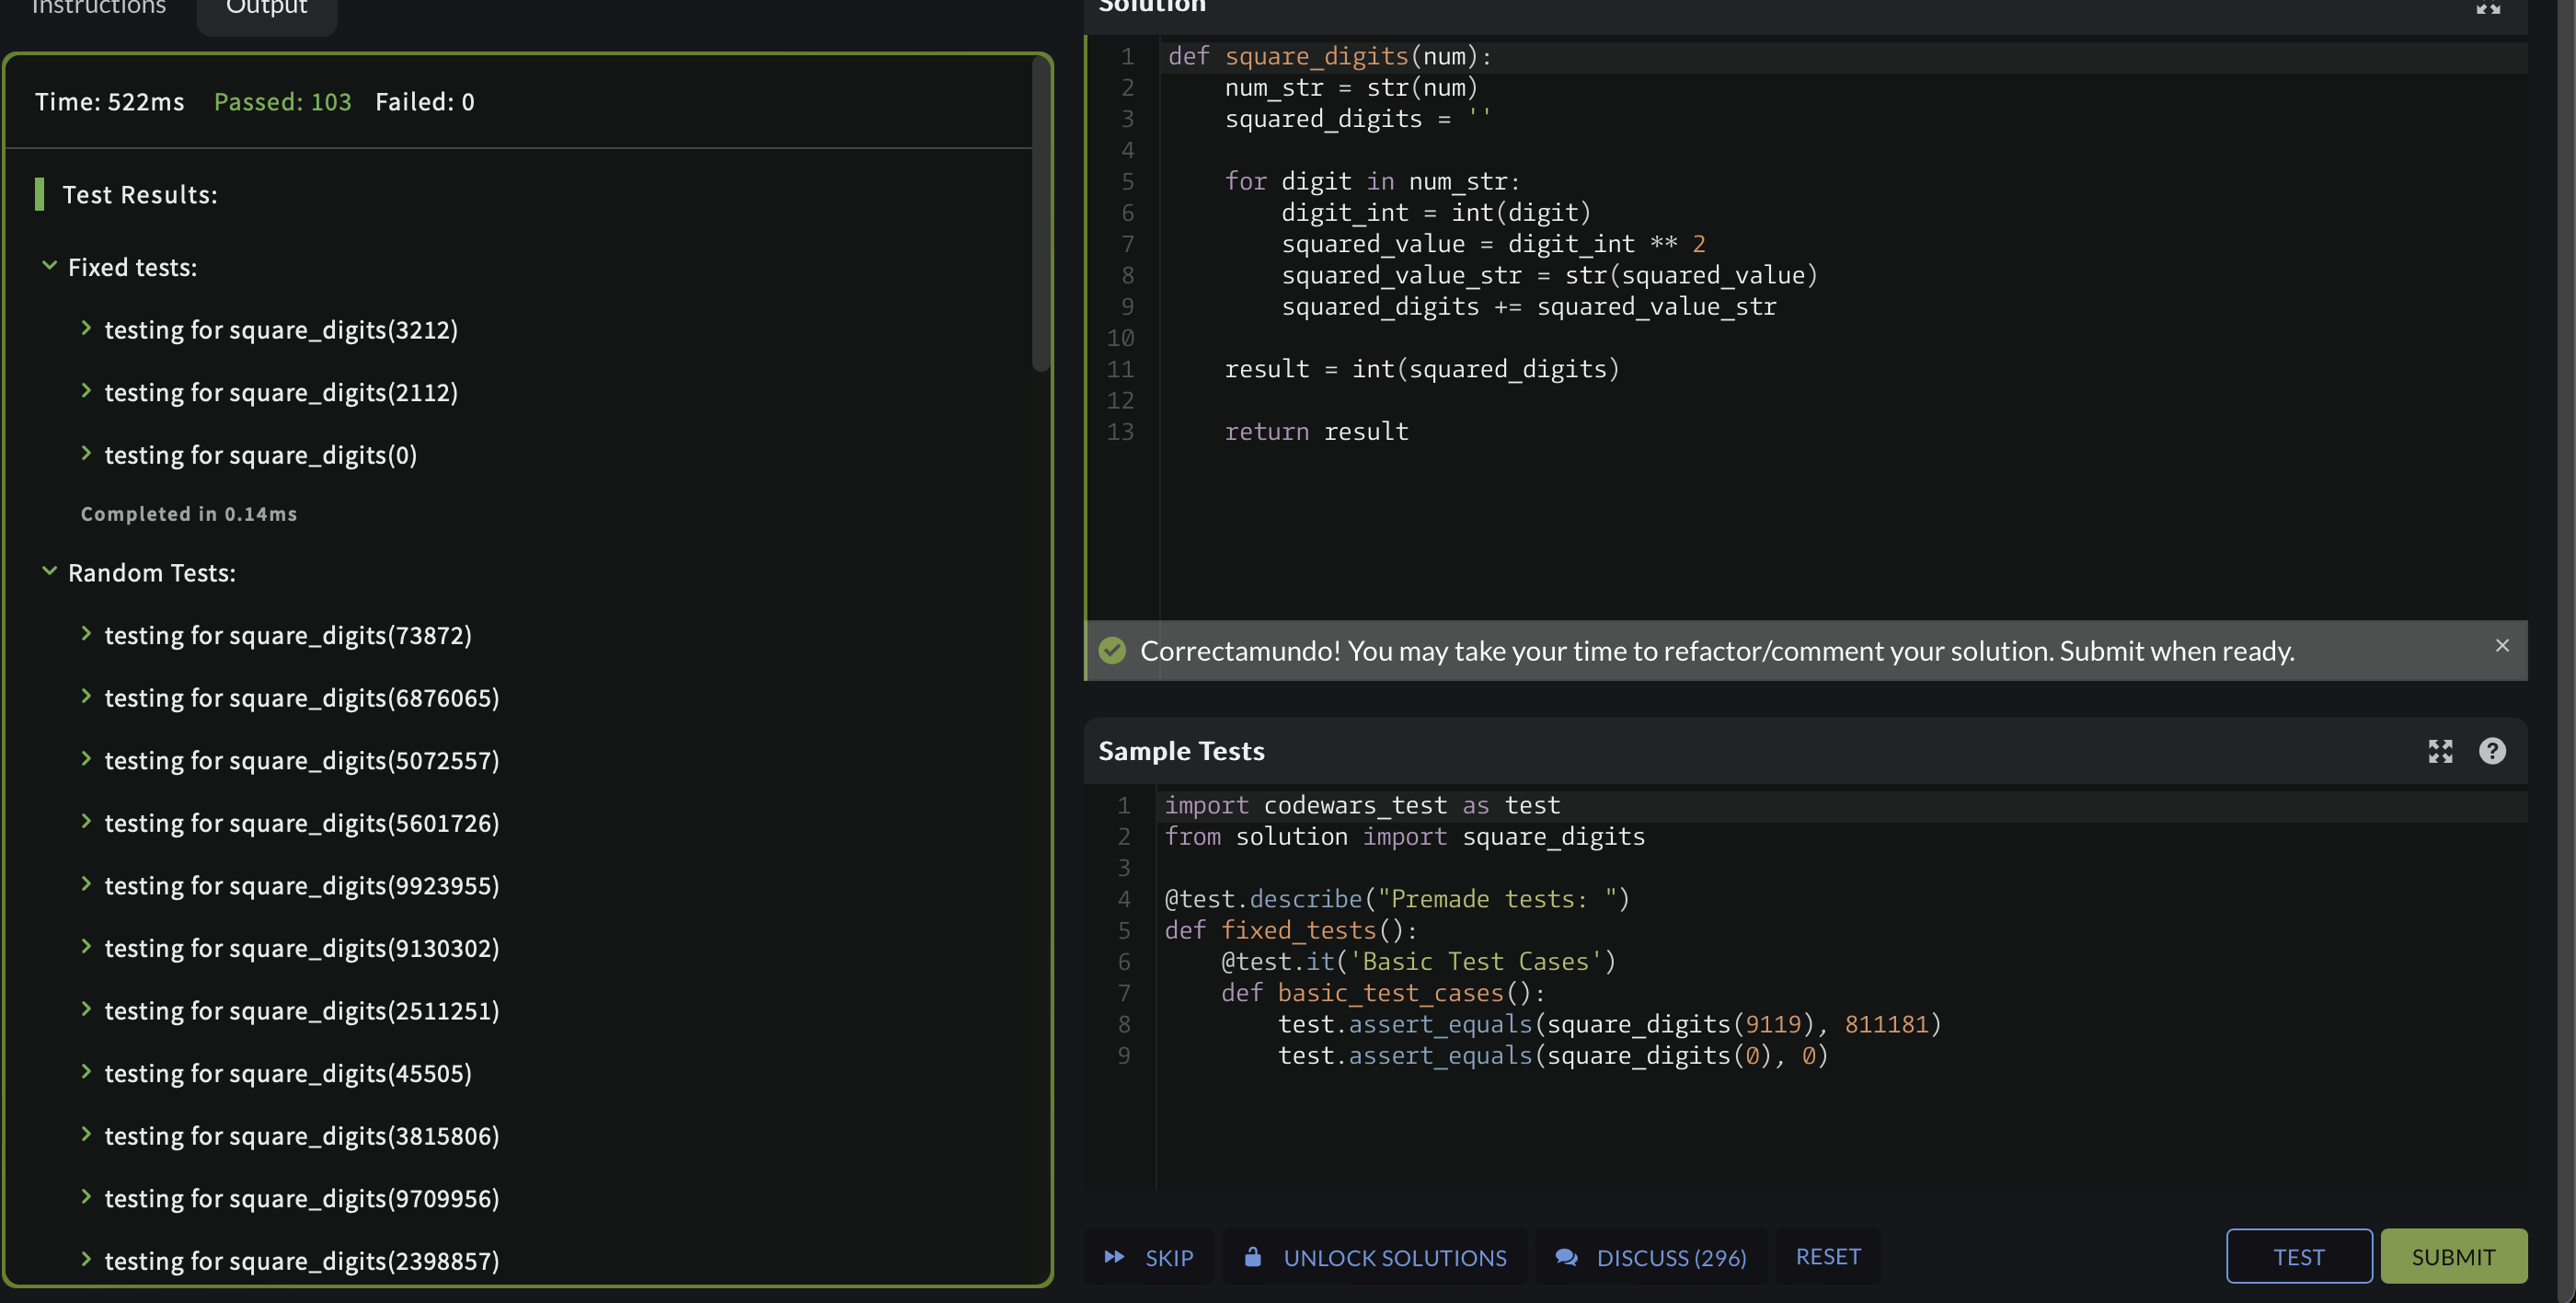 Instructions
Output
Time: 522ms Passed: 103 Failed: 0
Test Results:
Fixed tests:
testing for square_digits(3212)
testing for square_digits(2112)
testing for square_digits(0)
Completed in 0.14ms
Random Tests:
testing for square_digits(73872)
testing for square_digits(6876065)
testing for square_digits(5072557)
testing for square_digits(5601726)
testing for square_digits(9923955)
testing for square_digits(9130302)
testing for square_digits(2511251)
testing for square_digits(45505)
testing for square_digits(3815806)
testing for square_digits(9709956)
testing for square_digits(2398857)
Solution
1 def square_digits(num):
2     num_str = str(num)
3     squared_digits = ''
4
5     for digit in num_str:
6         digit_int = int(digit)
7         squared_value = digit_int ** 2
8         squared_value_str = str(squared_value)
9         squared_digits += squared_value_str
10
11     result = int(squared_digits)
12
13     return result
Correctamundo! You may take your time to refactor/comment your solution. Submit when ready.
Sample Tests
1 import codewars_test as test
2 from solution import square_digits
3
4 @test.describe("Premade tests: ")
5 def fixed_tests():
6     @test.it('Basic Test Cases')
7     def basic_test_cases():
8         test.assert_equals(square_digits(9119), 811181)
9         test.assert_equals(square_digits(0), 0)
SKIP
UNLOCK SOLUTIONS
DISCUSS (296)
RESET
TEST
SUBMIT